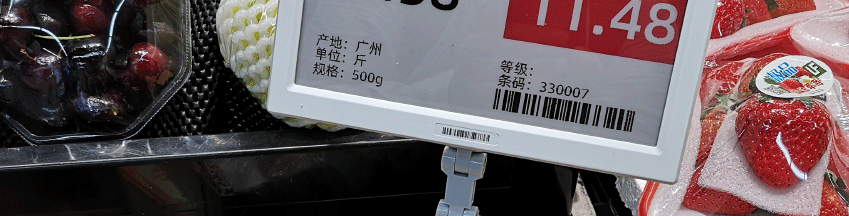 11.48
产地：广州
单位：斤
规格：500g
等级：
条码：330007